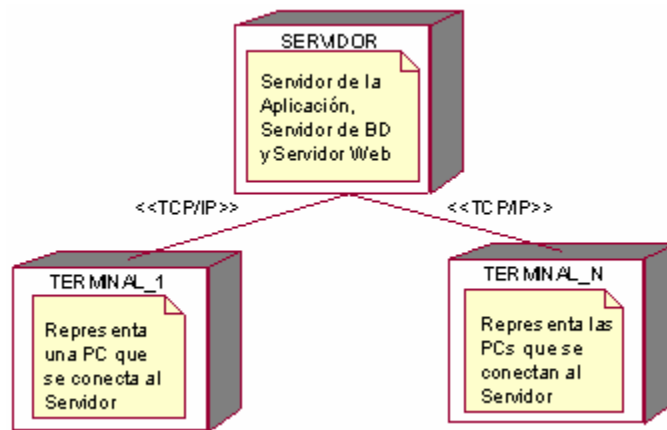 SERVIDOR
Servidor de la
Aplicación,
Servidor de BD
y Servidor Web
<<TCP/IP>>
<<TCP/IP>>
TERMINAL_1
Representa
una PC que
se conecta al
Servidor
TERMINAL_N
Representa las
PCs que se
conectan al
Servidor